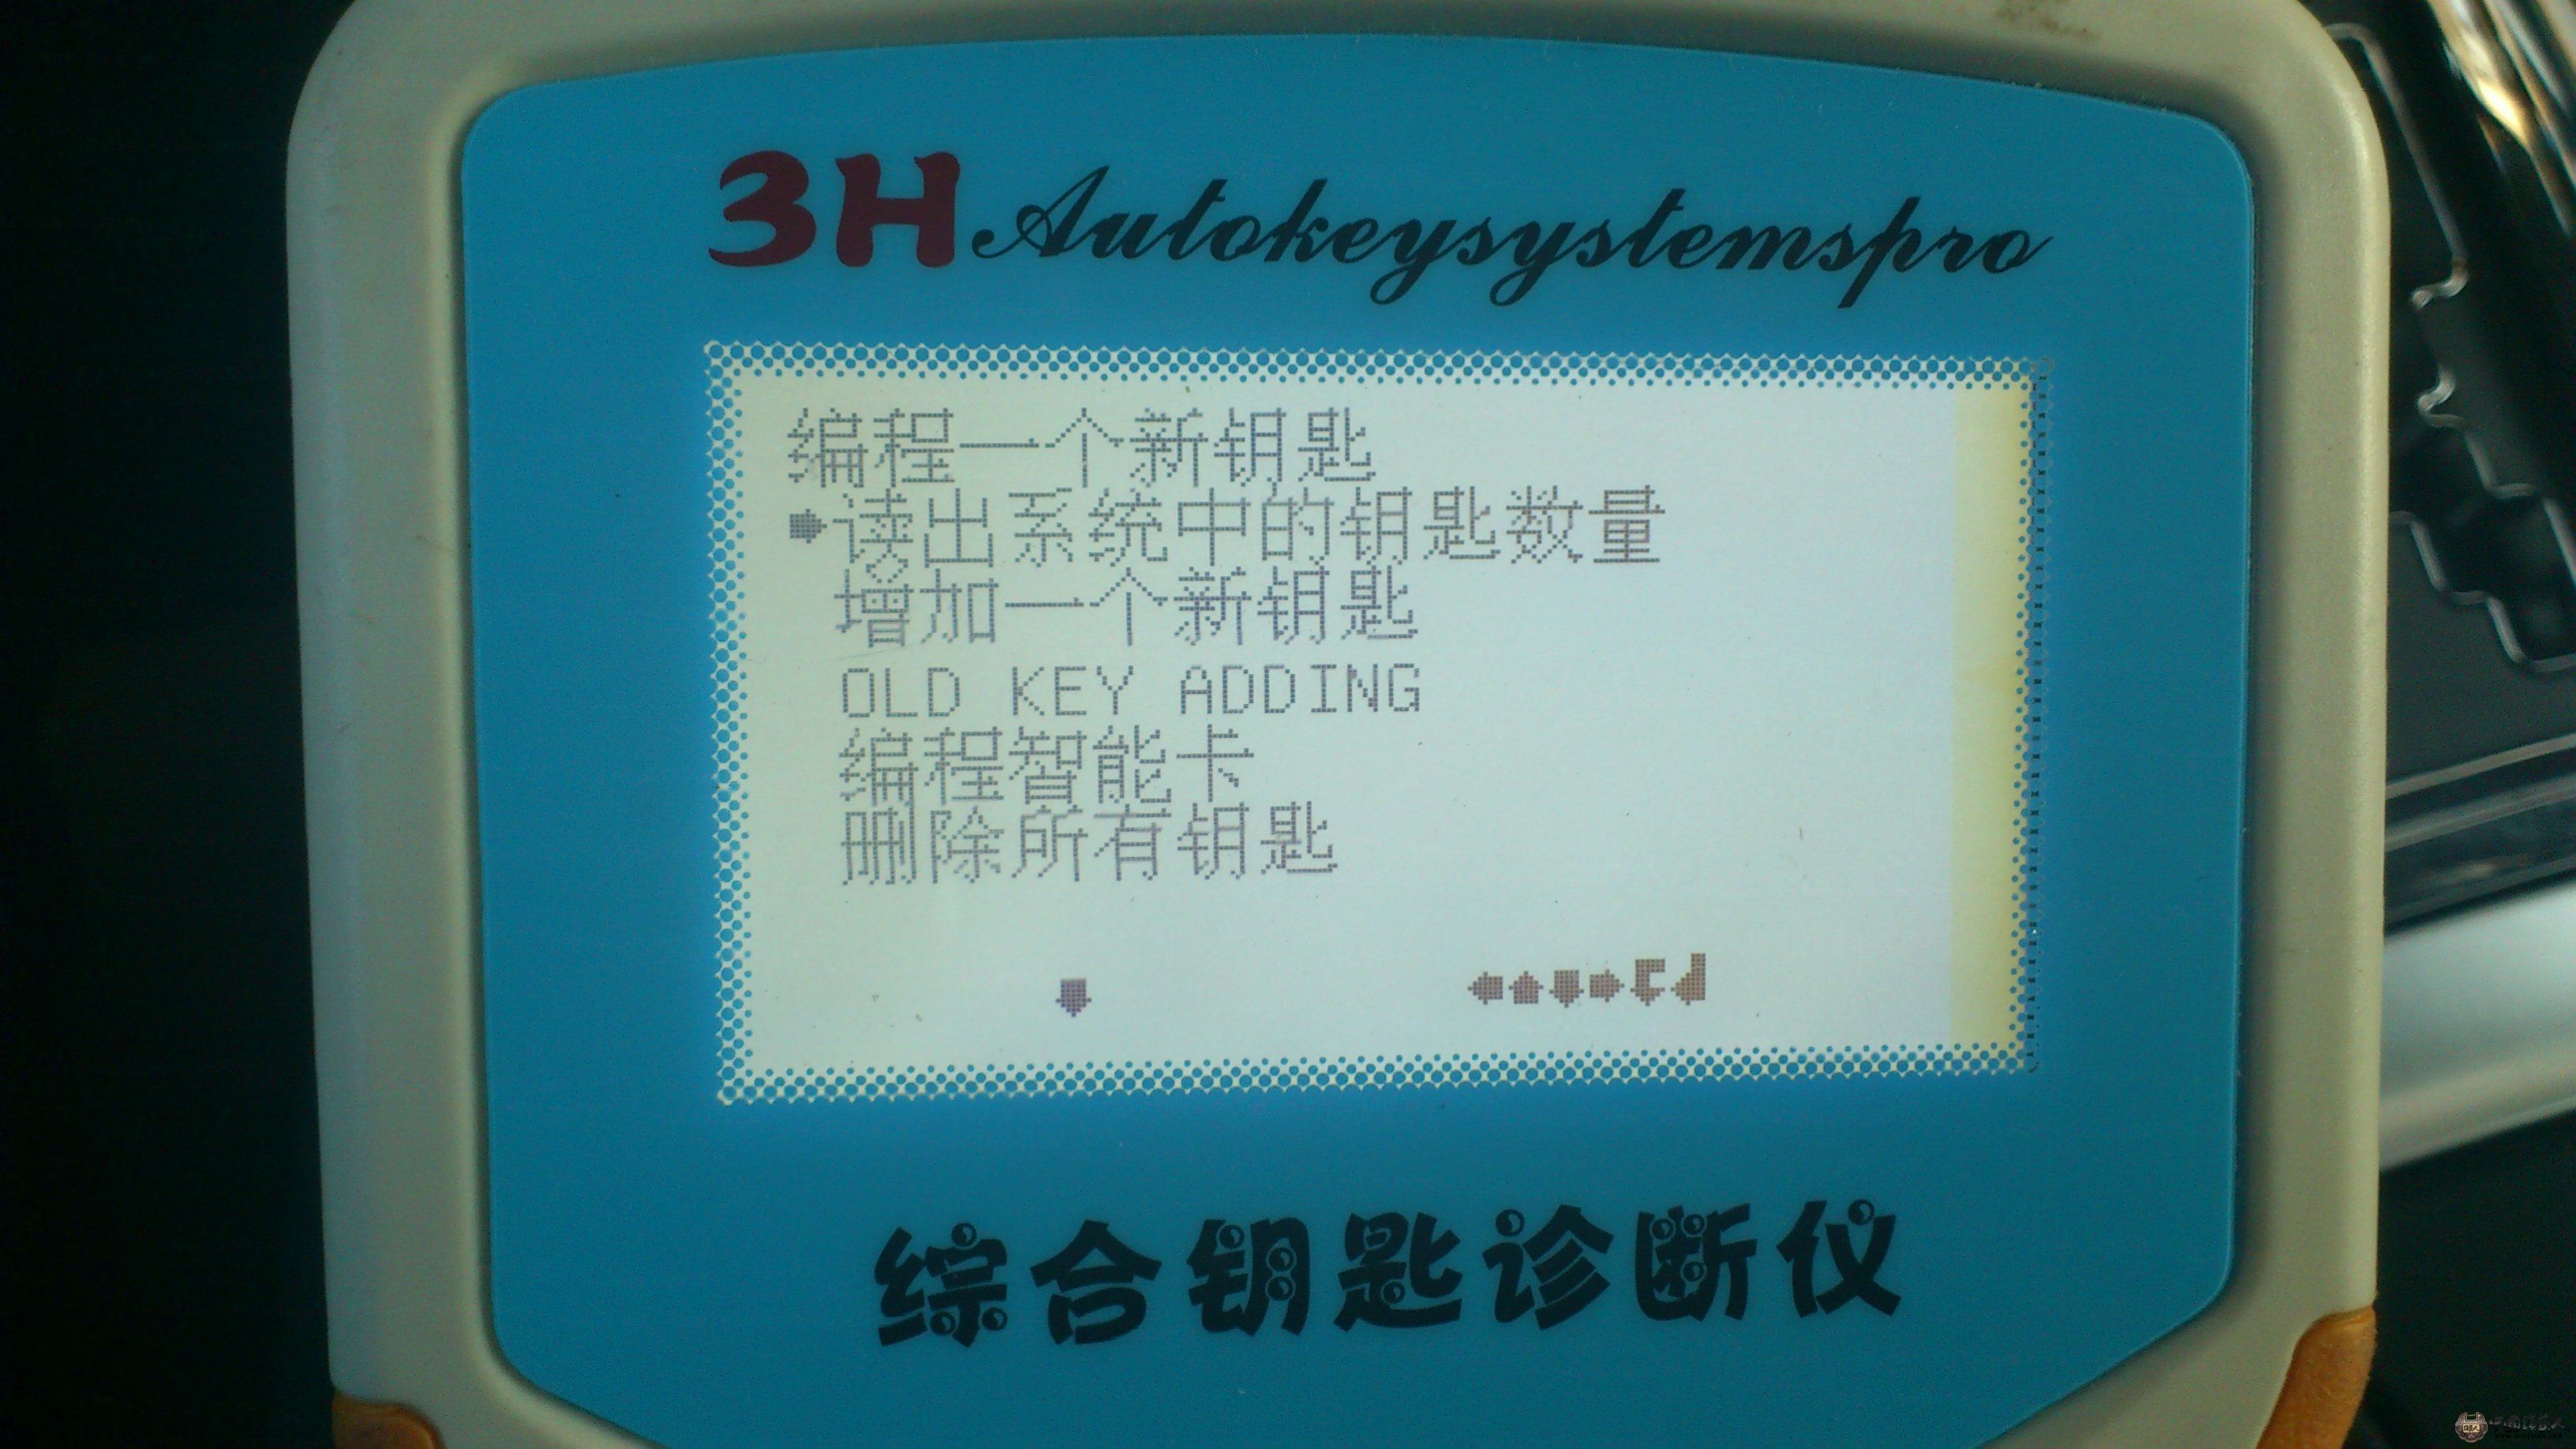 3H Autokeysystemspro
编程一个新钥匙
读出系统中的钥匙数量
增加一个新钥匙
OLD KEY ADDING
编程智能卡
删除所有钥匙
综合钥匙诊断仪